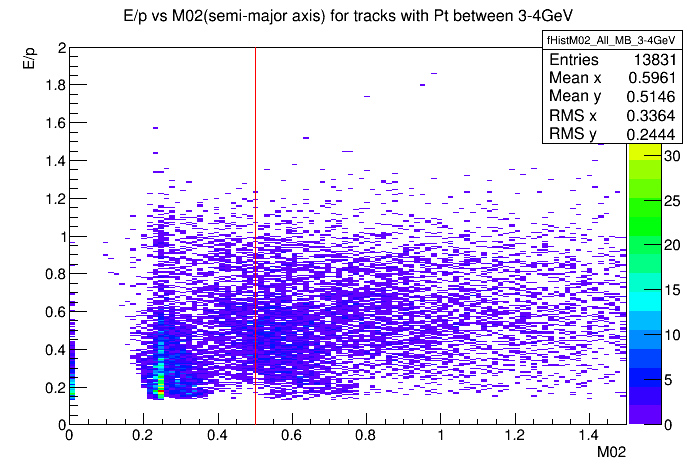 E/p vs M02(semi-major axis) for tracks with Pt between 3-4GeV
fHistM02_All_MB_3-4GeV
Entries 13831
Mean x 0.5961
Mean y 0.5146
RMS x 0.3364
RMS y 0.2444
E/p
2
1.8
1.6
1.4
1.2
1
0.8
0.6
0.4
0.2
0
0 0.2 0.4 0.6 0.8 1 1.2 1.4
M02
30
25
20
15
10
5
0